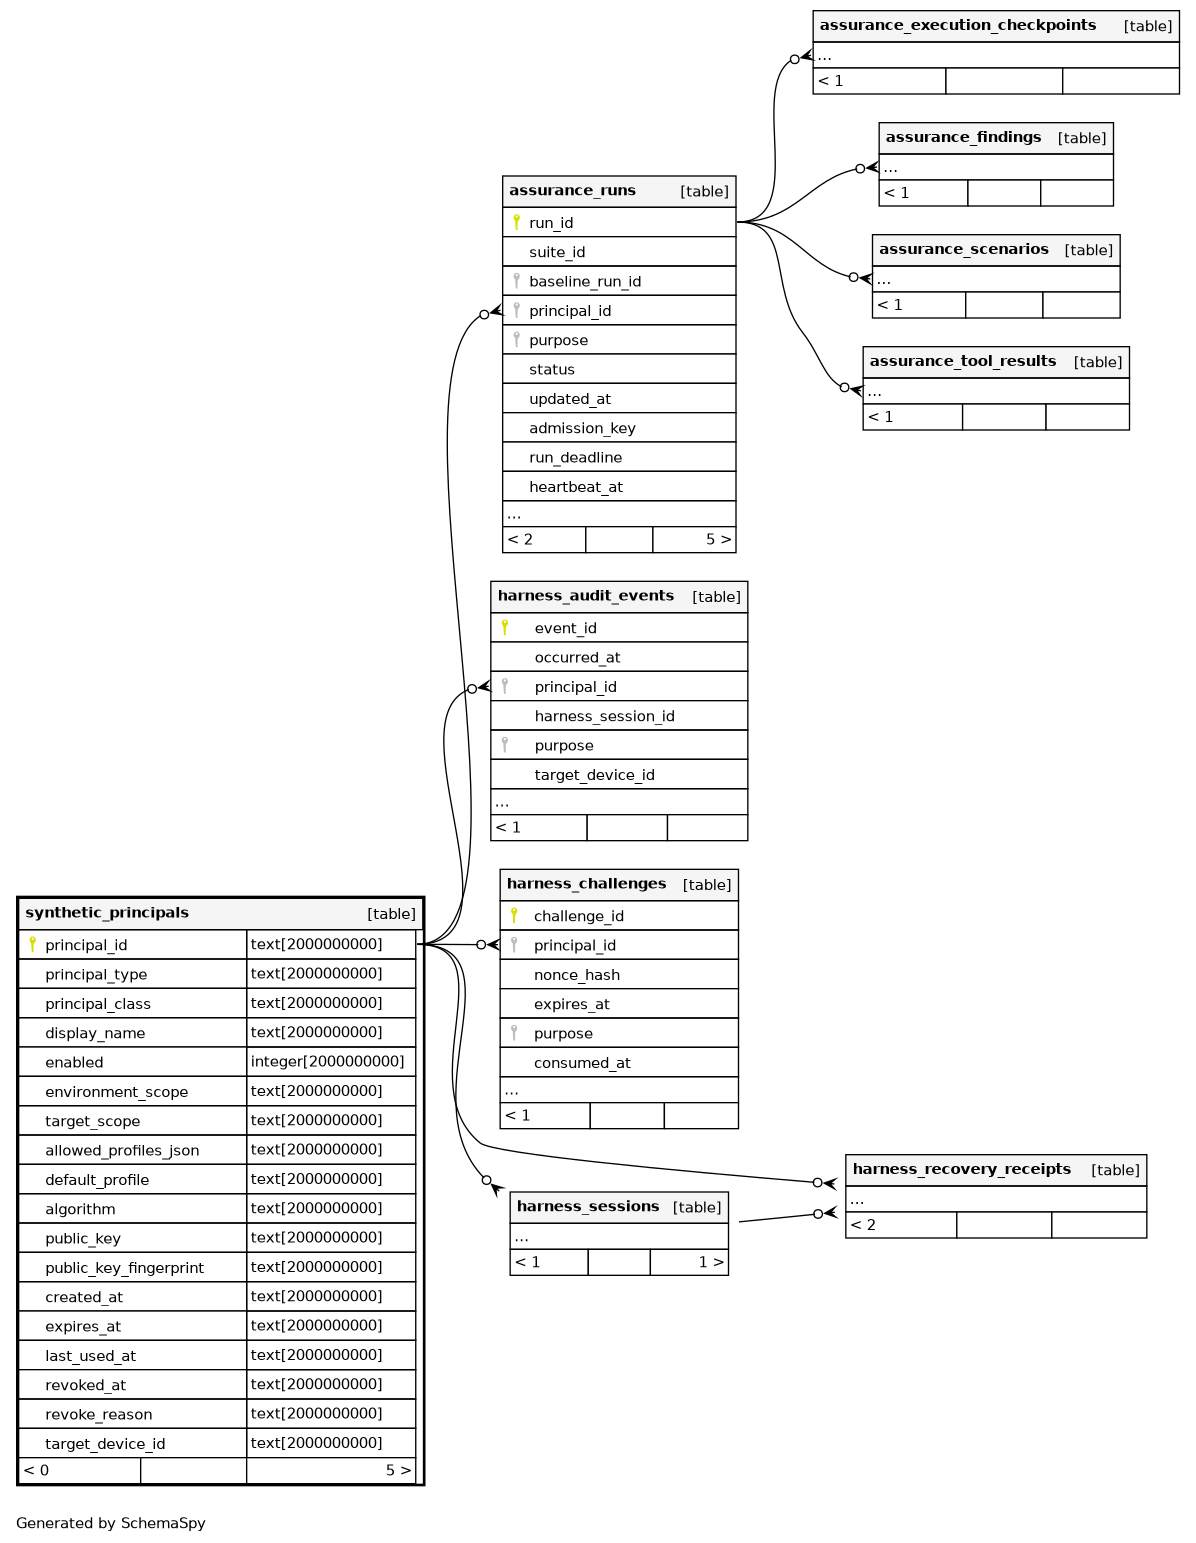 assurance_execution_checkpoints [table]
...
< 1
assurance_findings [table]
...
< 1
assurance_runs [table]
run_id
suite_id
baseline_run_id
principal_id
purpose
status
updated_at
admission_key
run_deadline
heartbeat_at
...
< 2 5 >
assurance_scenarios [table]
...
< 1
assurance_tool_results [table]
...
< 1
harness_audit_events [table]
event_id
occurred_at
principal_id
harness_session_id
purpose
target_device_id
...
< 1
harness_challenges [table]
challenge_id
principal_id
nonce_hash
expires_at
purpose
consumed_at
...
< 1
synthetic_principals [table]
principal_id text[2000000000]
principal_type text[2000000000]
principal_class text[2000000000]
display_name text[2000000000]
enabled integer[2000000000]
environment_scope text[2000000000]
target_scope text[2000000000]
allowed_profiles_json text[2000000000]
default_profile text[2000000000]
algorithm text[2000000000]
public_key text[2000000000]
public_key_fingerprint text[2000000000]
created_at text[2000000000]
expires_at text[2000000000]
last_used_at text[2000000000]
revoked_at text[2000000000]
revoke_reason text[2000000000]
target_device_id text[2000000000]
< 0 5 >
harness_recovery_receipts [table]
...
< 2
harness_sessions [table]
...
< 1 1 >
Generated by SchemaSpy